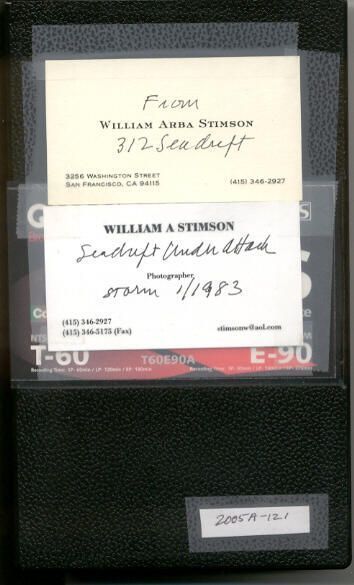 From
WILLIAM ARBA STIMSON
312 Seadrift
3256 WASHINGTON STREET
SAN FRANCISCO, CA 94115
(415) 346-2927
WILLIAM A STIMSON
Seadrift Under Attack
Photographer
storm 1/1983
(415) 346-2927
(415) 346-5175 (Fax)
stimsonw@aol.com
T-60
T60E90A
E-90
2005A-121